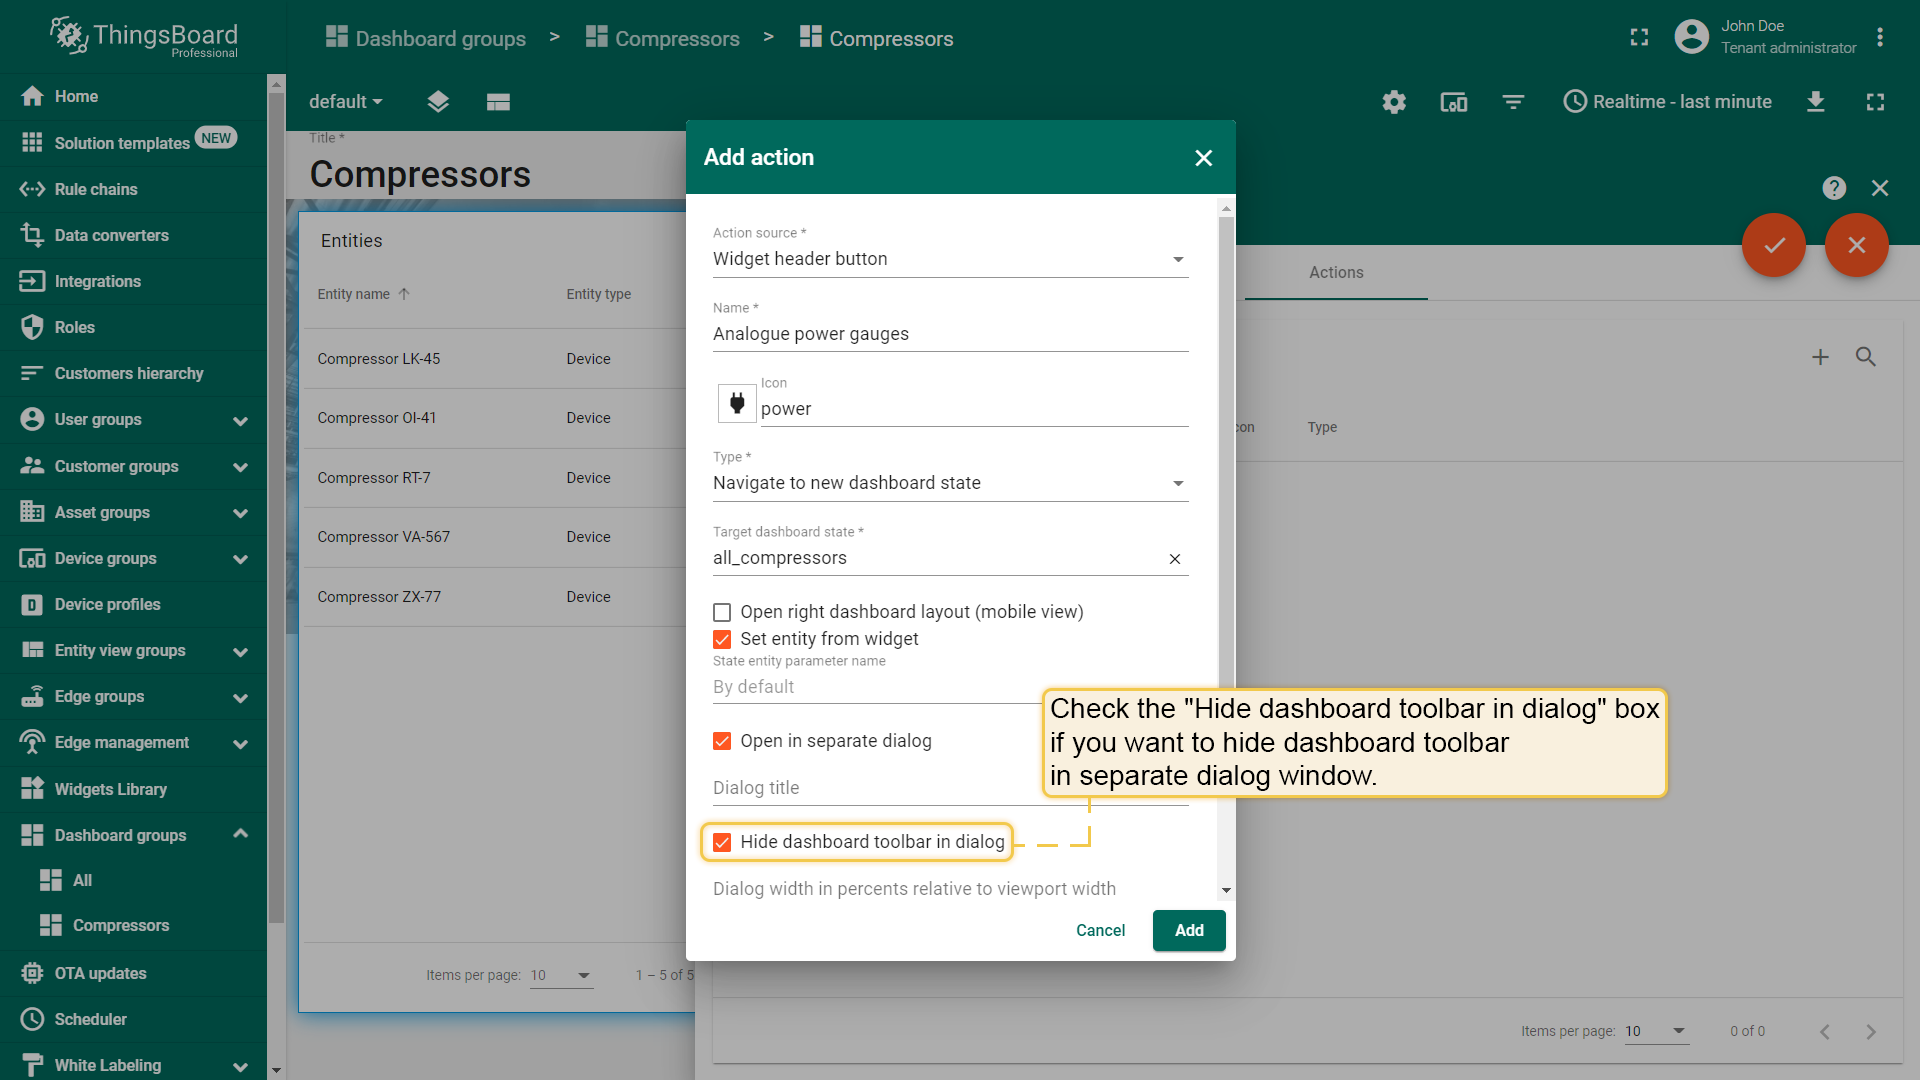 ThingsBoard
Professional
Dashboard groups > Compressors > Compressors
John Doe
Tenant administrator
Home
Solution templates NEW
Rule chains
Data converters
Integrations
Roles
Customers hierarchy
User groups
Customer groups
Asset groups
Device groups
Device profiles
Entity view groups
Edge groups
Edge management
Widgets Library
Dashboard groups
All
Compressors
OTA updates
Scheduler
White Labeling
default
Realtime - last minute
Title *
Compressors
Entities
Entity name Entity type
Compressor LK-45 Device
Compressor OI-41 Device
Compressor RT-7 Device
Compressor VA-567 Device
Compressor ZX-77 Device
Items per page: 10 1 – 5 of 5
Add action
Action source *
Widget header button
Name *
Analogue power gauges
Icon
power
Type *
Navigate to new dashboard state
Target dashboard state *
all_compressors
Open right dashboard layout (mobile view)
Set entity from widget
State entity parameter name
By default
Open in separate dialog
Dialog title
Hide dashboard toolbar in dialog
Dialog width in percents relative to viewport width
Cancel Add
Check the "Hide dashboard toolbar in dialog" box
if you want to hide dashboard toolbar
in separate dialog window.
Actions
con Type
Items per page: 10 0 of 0